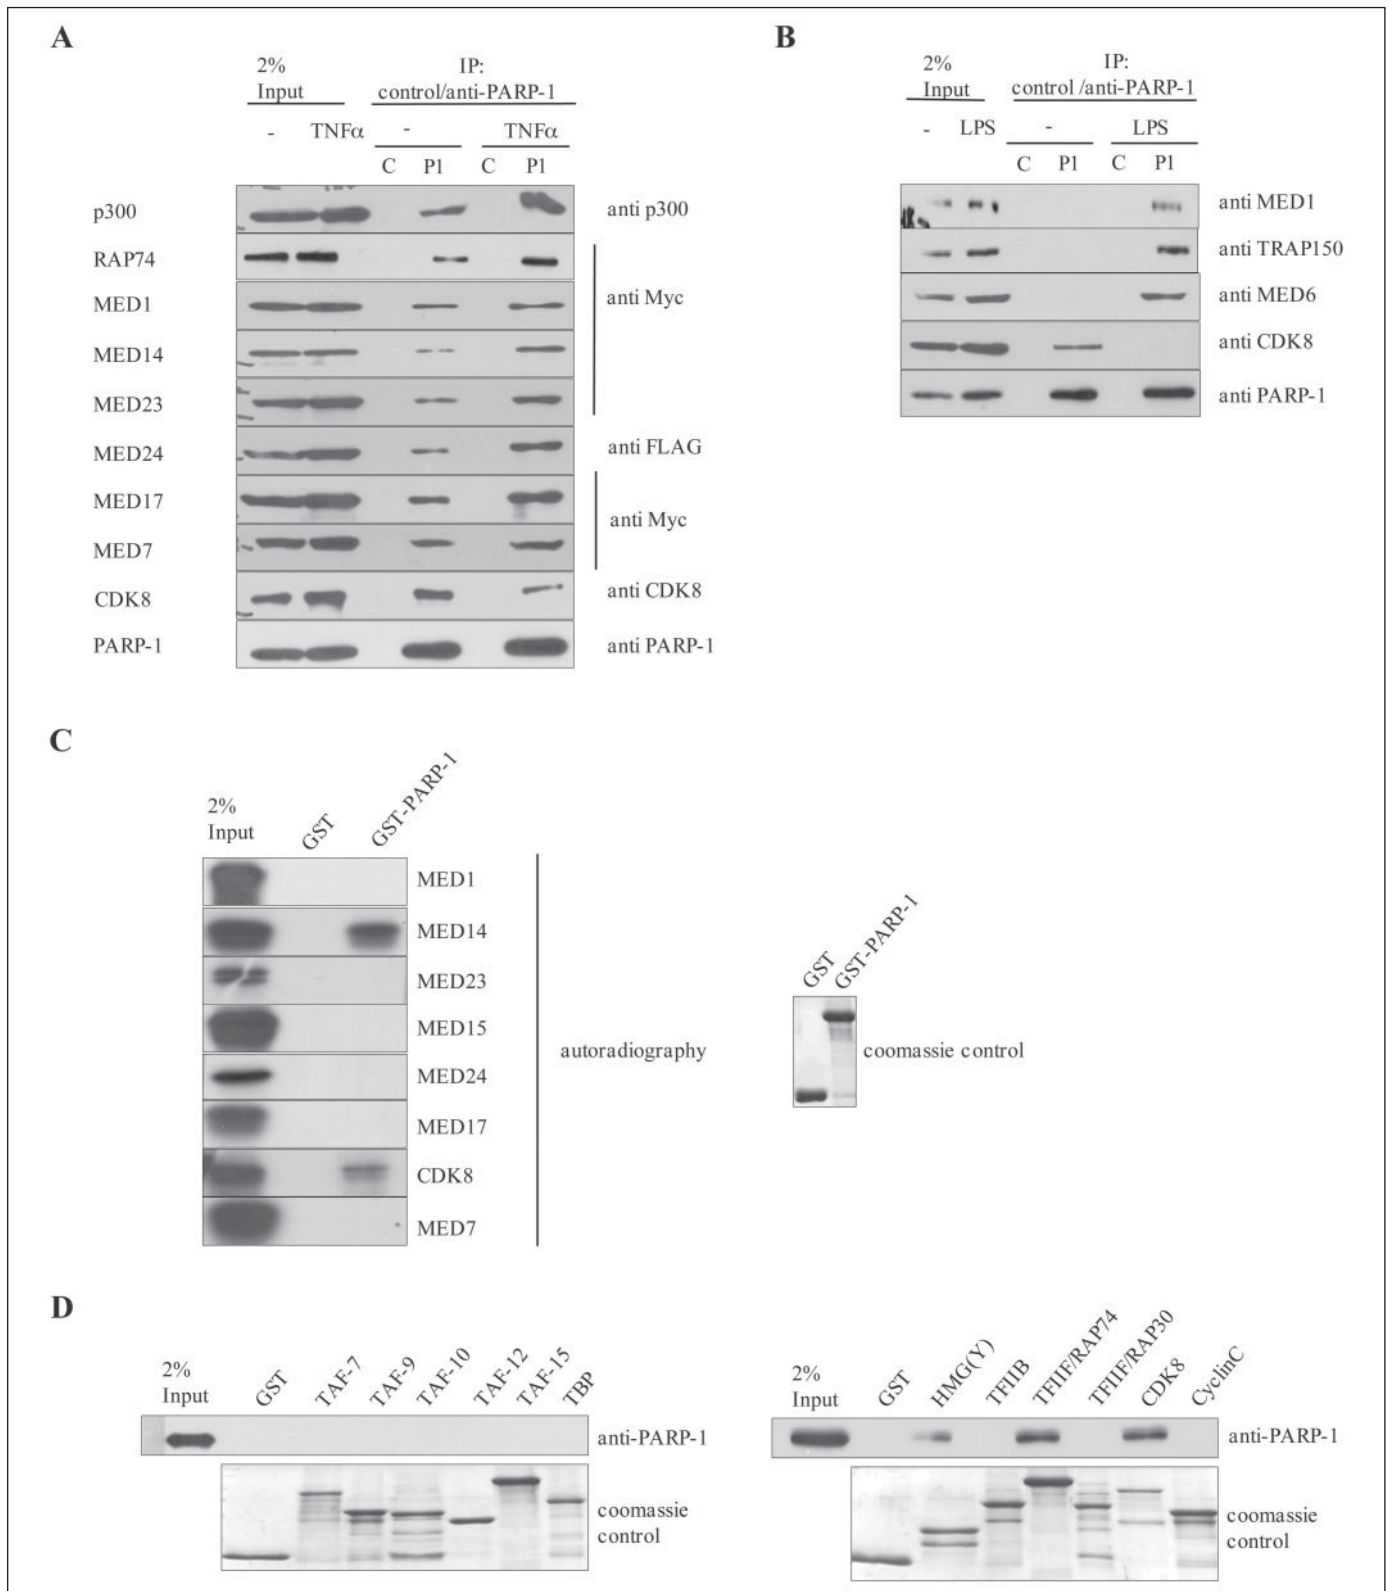 A
2%
Input
IP:
control/anti-PARP-1
-
TNFα
-
TNFα
C
P1
C
P1
p300
anti p300
RAP74
MED1
anti Myc
MED14
MED23
MED24
anti FLAG
MED17
anti Myc
MED7
CDK8
anti CDK8
PARP-1
anti PARP-1
B
2%
Input
IP:
control /anti-PARP-1
-
LPS
-
LPS
C
P1
C
P1
anti MED1
anti TRAP150
anti MED6
anti CDK8
anti PARP-1
C
2%
Input
GST
GST-PARP-1
MED1
MED14
MED23
MED15
MED24
MED17
CDK8
MED7
autoradiography
GST
GST-PARP-1
coomassie control
D
2%
Input
GST
TAF-7
TAF-9
TAF-10
TAF-12
TAF-15
TBP
anti-PARP-1
coomassie
control
2%
Input
GST
HMG(Y)
TFIIB
TFIIF/RAP74
TFIIF/RAP30
CDK8
CyclinC
anti-PARP-1
coomassie
control